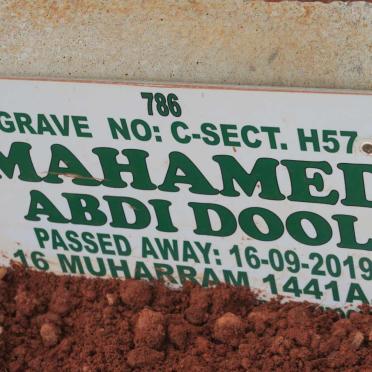 786
GRAVE NO: C-SECT. H57
MAHAMED
ABDI DOOL
PASSED AWAY: 16-09-2019
16 MUHARRAM 1441A